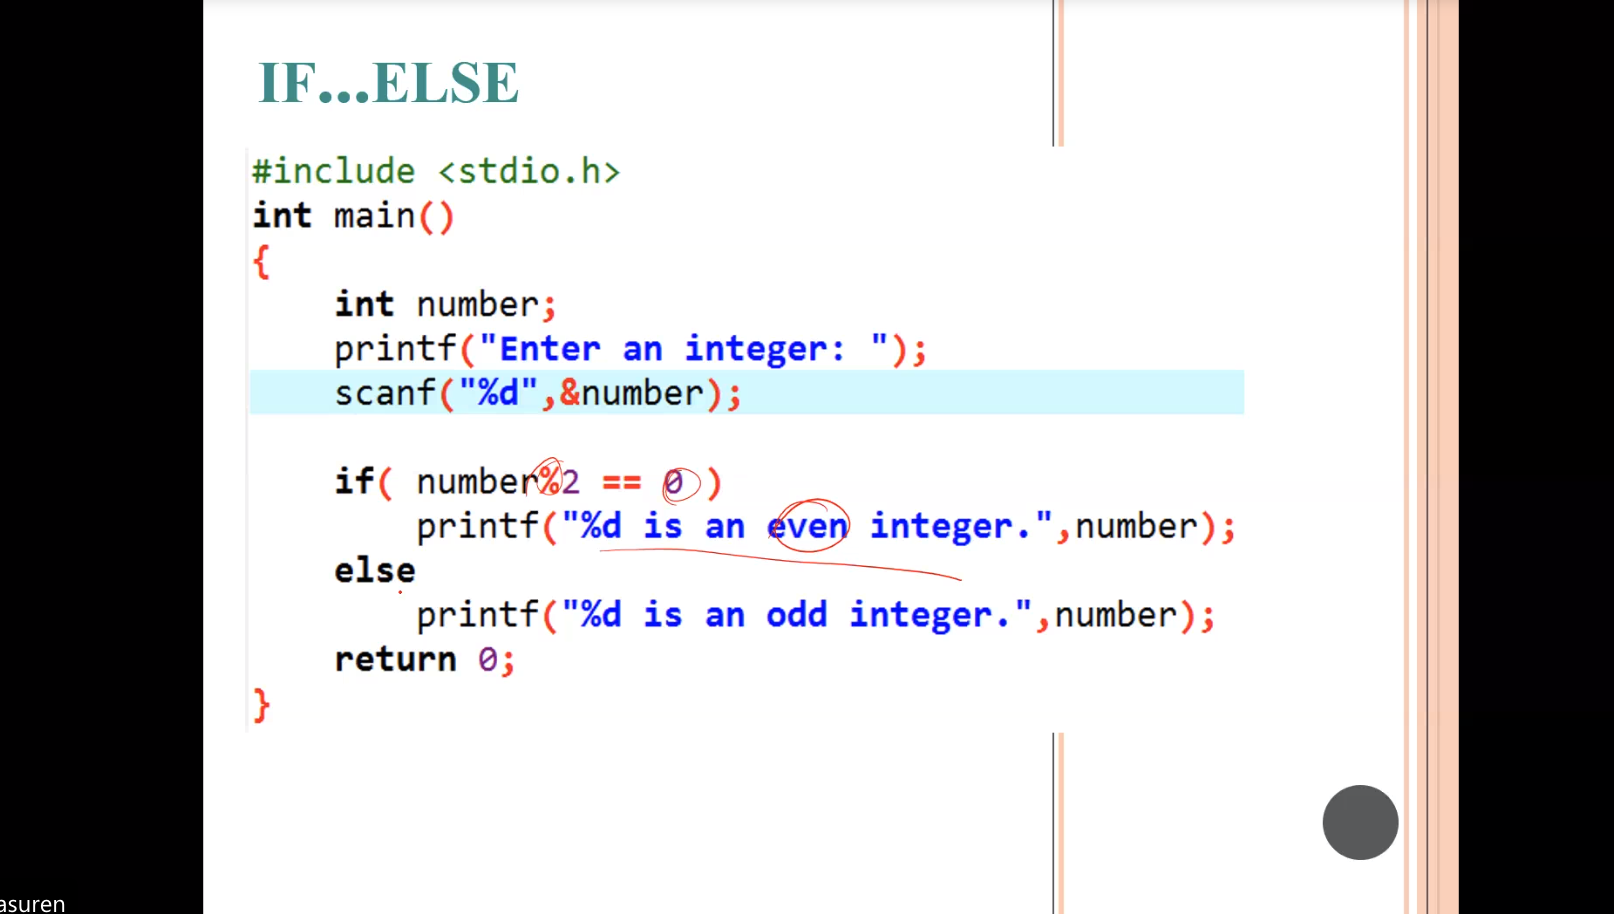 IF...ELSE
#include <stdio.h>
int main()
{
int number;
printf("Enter an integer: ");
scanf("%d",&number);
if( number%2 == 0 )
printf("%d is an even integer.",number);
else
printf("%d is an odd integer.",number);
return 0;
}
asuren